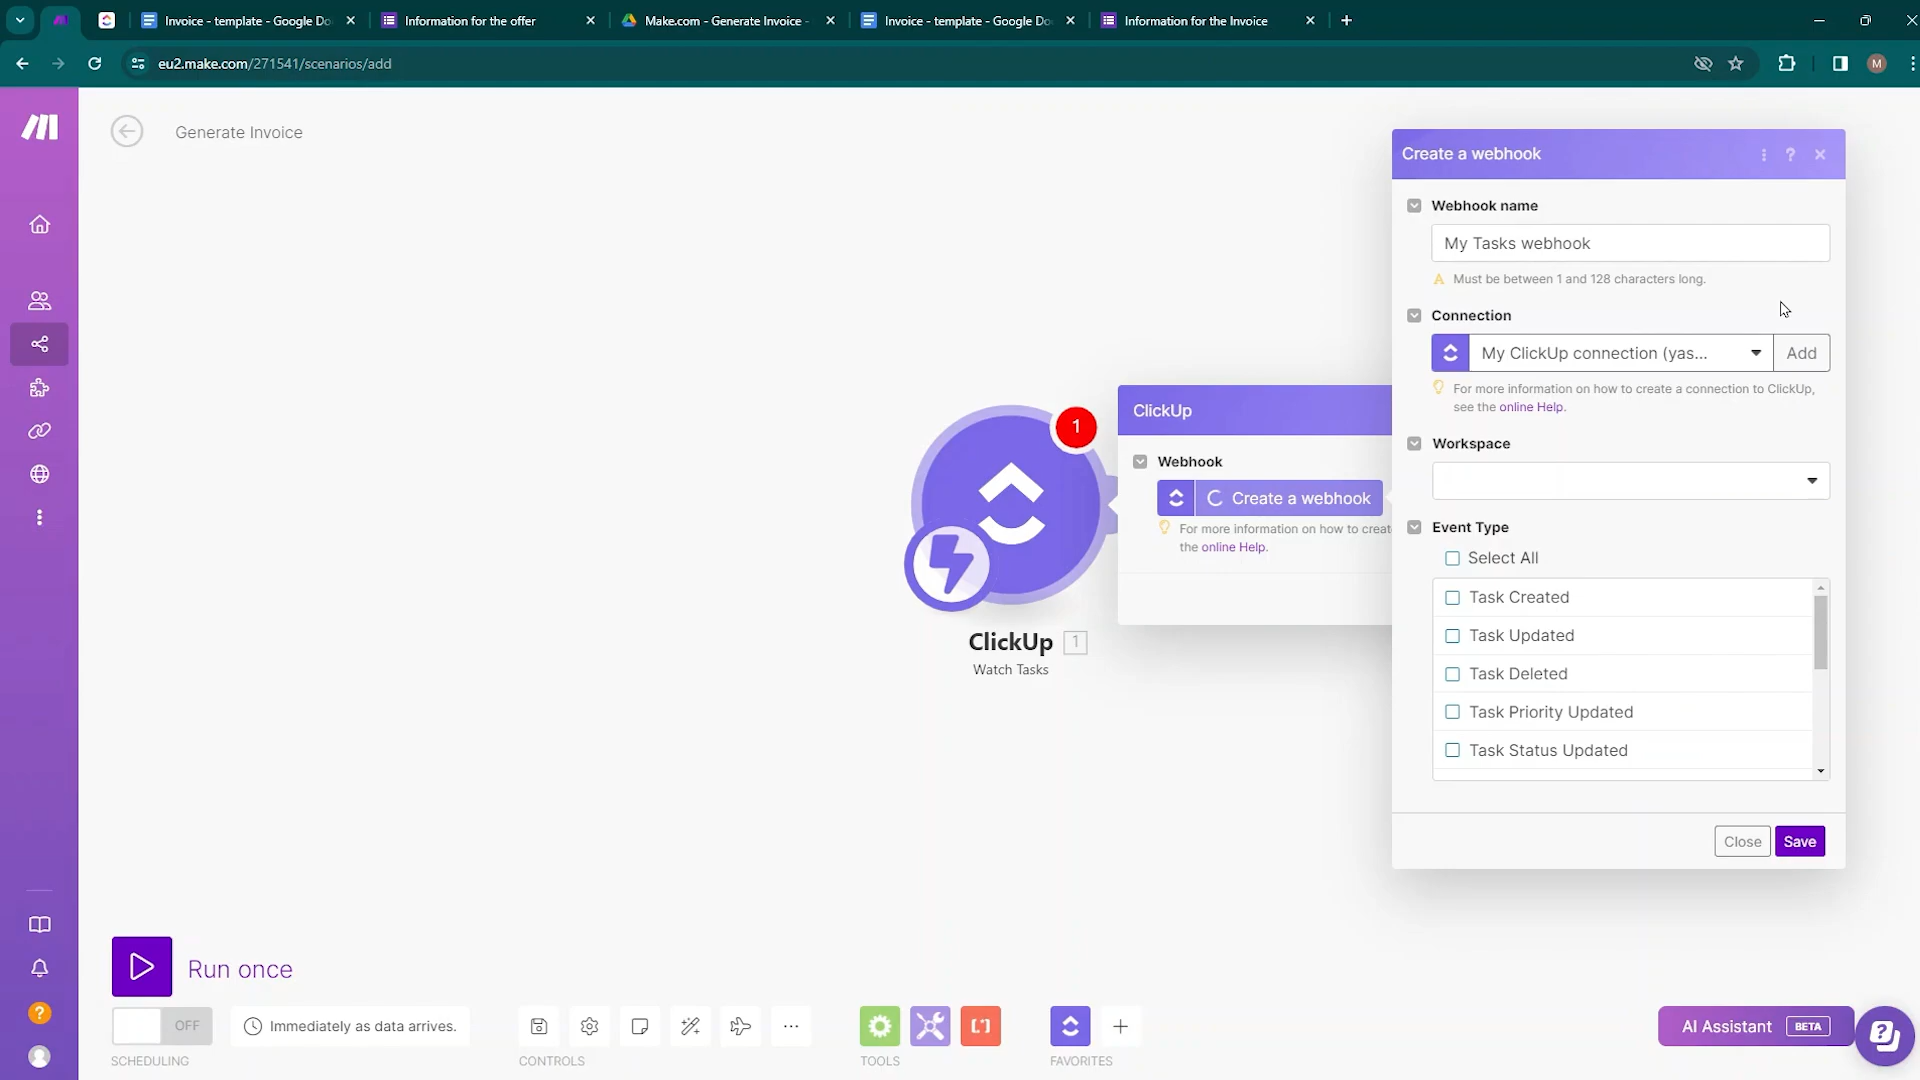 Invoice - template - Google Do
Information for the offer
Make.com - Generate Invoice -
Invoice - template - Google Do
Information for the Invoice
eu2.make.com/271541/scenarios/add
M
Generate Invoice
Create a webhook
Webhook name
My Tasks webhook
Must be between 1 and 128 characters long.
Connection
My ClickUp connection (yas...
Add
For more information on how to create a connection to ClickUp,
see the online Help.
Workspace
Event Type
Select All
Task Created
Task Updated
Task Deleted
Task Priority Updated
Task Status Updated
Close
Save
ClickUp
Webhook
Create a webhook
For more information on how to creat
the online Help.
1
ClickUp 1
Watch Tasks
Run once
OFF
Immediately as data arrives.
SCHEDULING
CONTROLS
TOOLS
FAVORITES
AI Assistant BETA